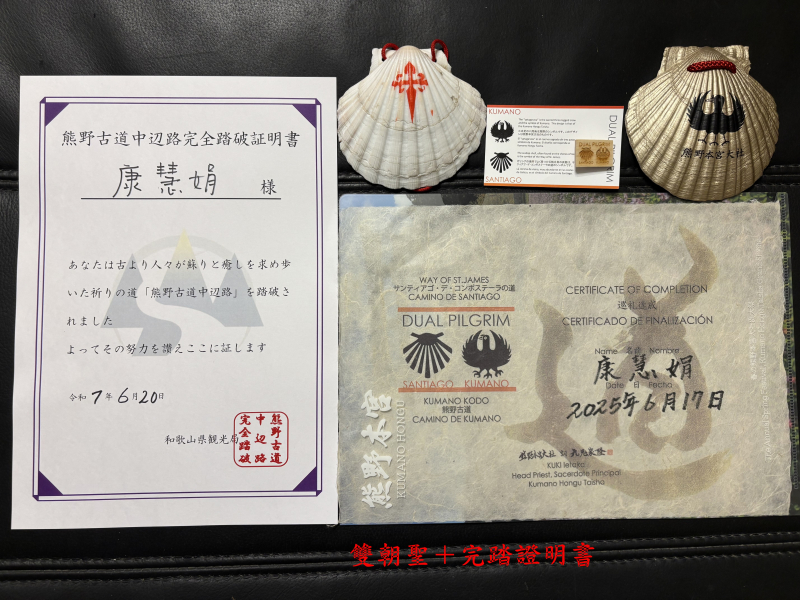 熊野古道中辺路完全踏破証明書
康慧娟 様
あなたは古より人々が蘇りと癒しを求め歩
いた祈りの道「熊野古道中辺路」を踏破さ
れました
よってその努力を讃えここに証します
令和7年6月20日
和歌山県観光局
熊野古道
中辺路
完全踏破
KUMANO
DUAL PILGRIM
SANTIAGO
DUAL PILGRIM
熊野本宮大社
WAY OF ST.JAMES
サンティアゴ・デ・コンポステーラの道
CAMINO DE SANTIAGO
DUAL PILGRIM
SANTIAGO KUMANO
KUMANO KODO
熊野古道
CAMINO DE KUMANO
熊野本宮
KUMANO HONGU
CERTIFICATE OF COMPLETION
巡礼達成
CERTIFICADO DE FINALIZACIÓN
Name 名前 Nombre
康慧娟
Date 日 Fecha
2025年6月17日
KUKI Ietaka
Head Priest, Sacerdote Principal
Kumano Hongu Taisha
雙朝聖＋完踏證明書